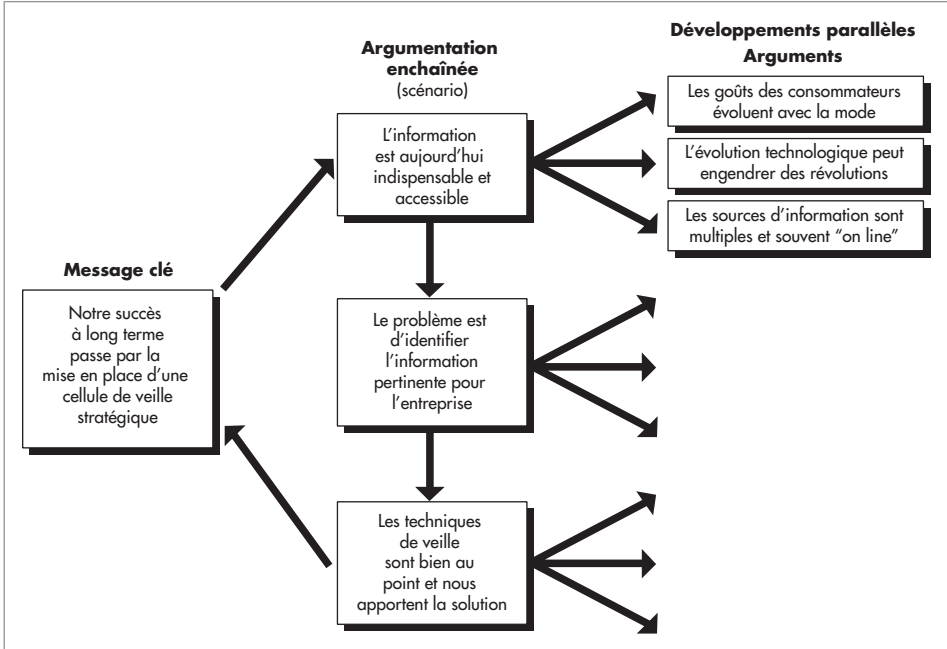 Développements parallèles
Arguments
Argumentation
enchaînée
(scénario)
Les goûts des consommateurs
évoluent avec la mode
L'évolution technologique peut
engendrer des révolutions
Les sources d'information sont
multiples et souvent "on line"
L'information
est aujourd'hui
indispensable et
accessible
Message clé
Notre succès
à long terme
passe par la
mise en place d'une
cellule de veille
stratégique
Le problème est
d'identifier
l'information
pertinente pour
l'entreprise
Les techniques
de veille
sont bien au
point et nous
apportent la solution